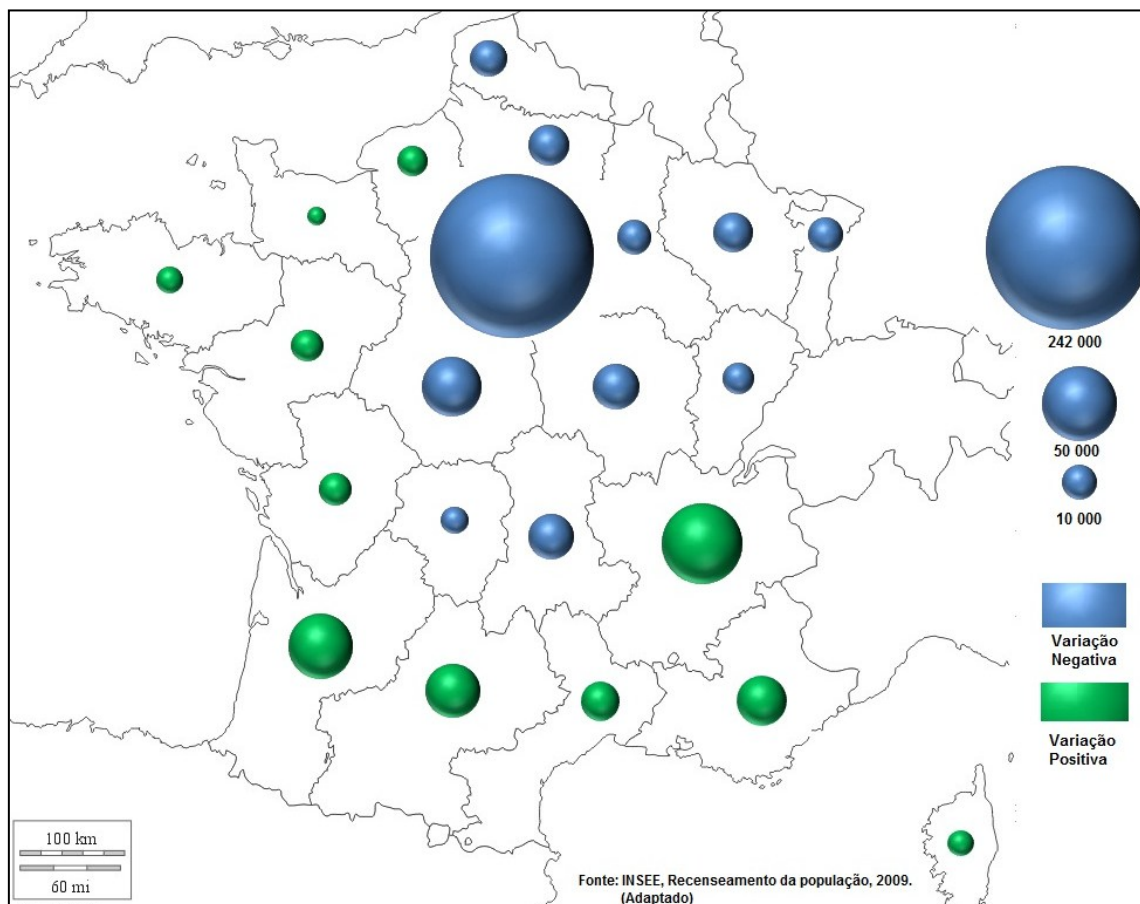 242 000
50 000
10 000
Variação
Negativa
Variação
Positiva
100 km
60 mi
Fonte: INSEE, Recenseamento da população, 2009.
(Adaptado)